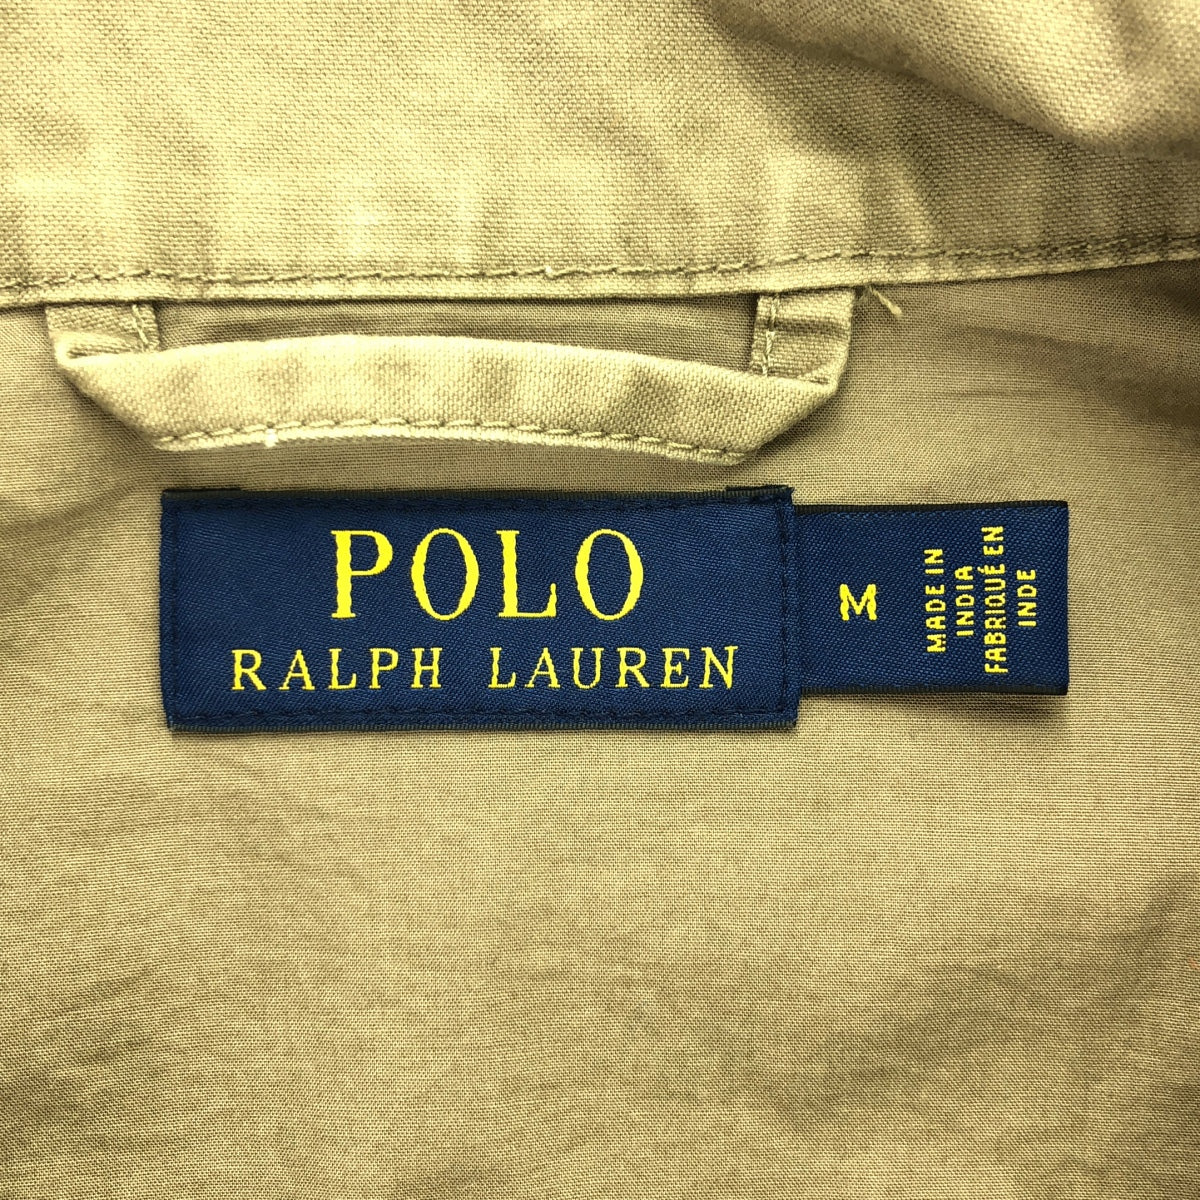 POLO
RALPH LAUREN
M
MADE IN
INDIA
FABRIQUÉ EN
INDE